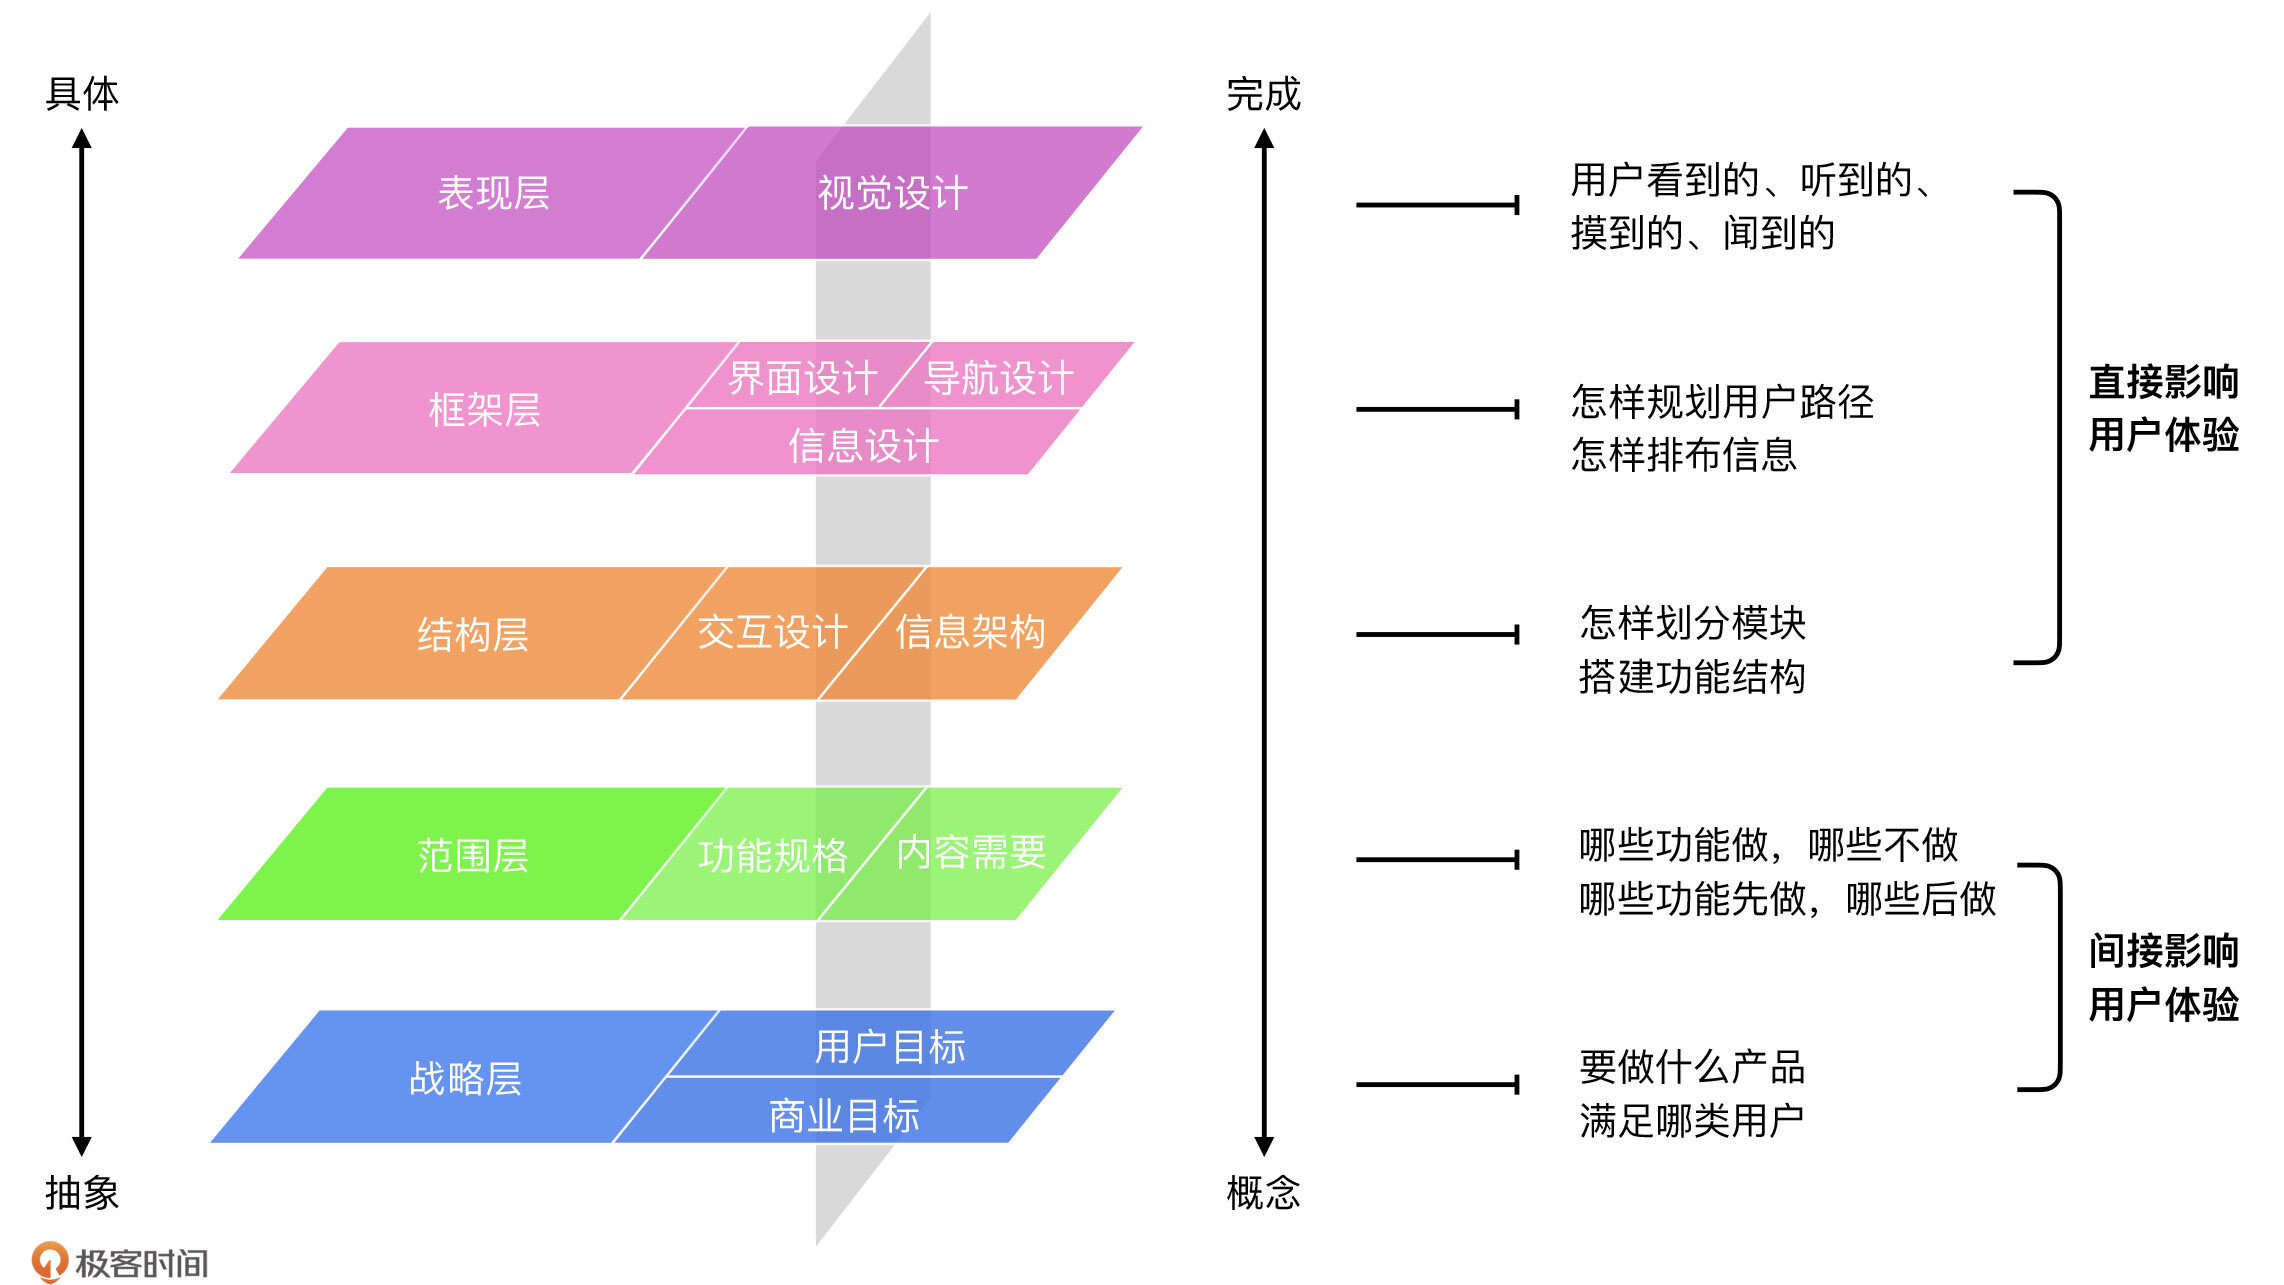 具体
完成
表现层
视觉设计
用户看到的、听到的、
摸到的、闻到的
框架层
界面设计
导航设计
信息设计
怎样规划用户路径
怎样排布信息
直接影响
用户体验
结构层
交互设计
信息架构
怎样划分模块
搭建功能结构
范围层
功能规格
内容需要
哪些功能做，哪些不做
哪些功能先做，哪些后做
间接影响
用户体验
战略层
用户目标
商业目标
要做什么产品
满足哪类用户
抽象
概念
极客时间